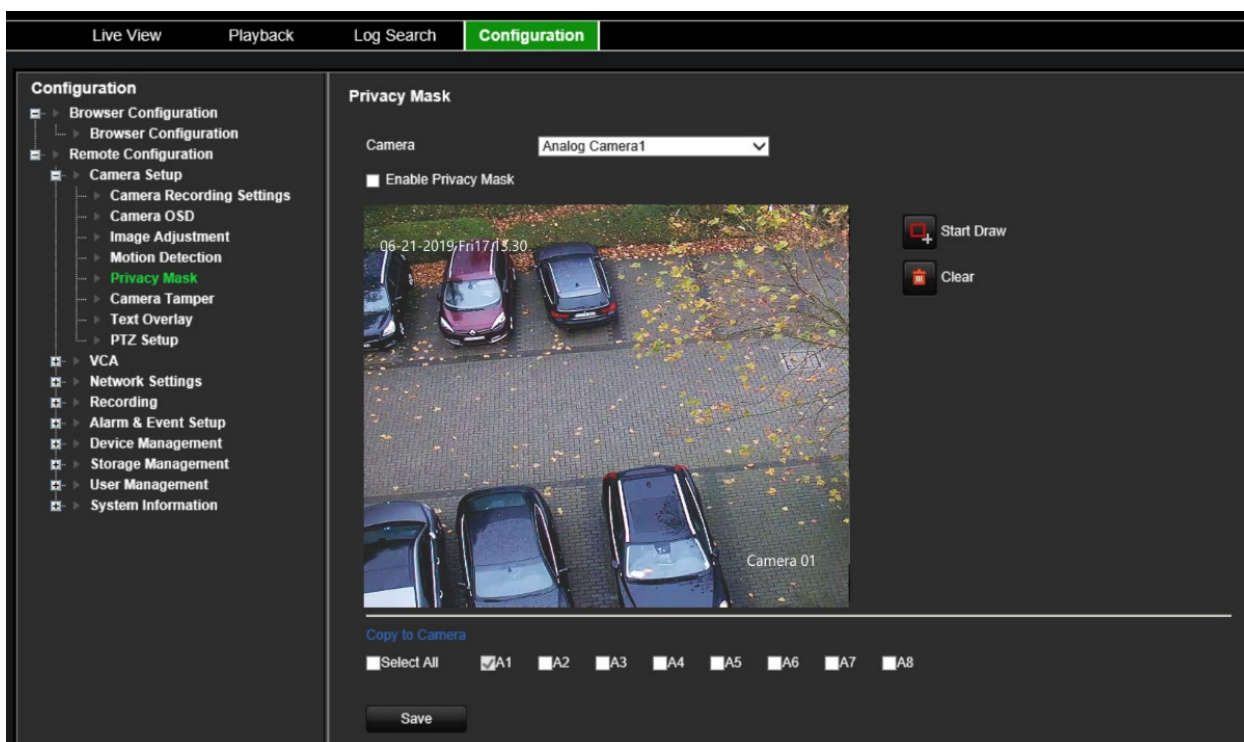 Live View Playback Log Search Configuration
Configuration
Browser Configuration
Browser Configuration
Remote Configuration
Camera Setup
Camera Recording Settings
Camera OSD
Image Adjustment
Motion Detection
Privacy Mask
Camera Tamper
Text Overlay
PTZ Setup
VCA
Network Settings
Recording
Alarm & Event Setup
Device Management
Storage Management
User Management
System Information
Privacy Mask
Camera Analog Camera1
Enable Privacy Mask
06-21-2019 Fri17:13:30
Camera 01
Start Draw
Clear
Copy to Camera
Select All A1 A2 A3 A4 A5 A6 A7 A8
Save